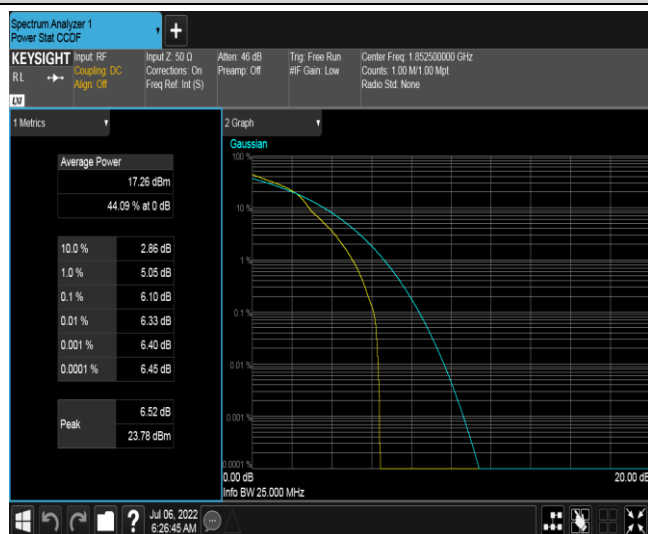 Spectrum Analyzer 1
Power Stat CCDF
+
KEYSIGHT
RL
LXI
Input: RF
Coupling: DC
Align: Off
Input Z: 50 Ω
Corrections: On
Freq Ref: Int (S)
Atten: 46 dB
Preamp: Off
Trig: Free Run
#IF Gain: Low
Center Freq: 1.852500000 GHz
Counts: 1.00 M/1.00 Mpt
Radio Std: None
1 Metrics
Average Power
17.26 dBm
44.09 % at 0 dB
10.0 % 2.86 dB
1.0 % 5.05 dB
0.1 % 6.10 dB
0.01 % 6.33 dB
0.001 % 6.40 dB
0.0001 % 6.45 dB
Peak
6.52 dB
23.78 dBm
2 Graph
Gaussian
100 %
10 %
1 %
0.1 %
0.01 %
0.001 %
0.0001 %
0.00 dB
20.00 dB
Info BW 25.000 MHz
?
Jul 06, 2022
6:26:45 AM